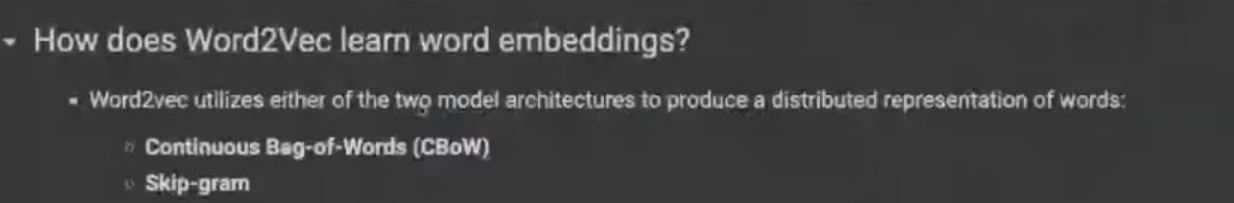 How does Word2Vec learn word embeddings?
Word2vec utilizes either of the two model architectures to produce a distributed representation of words:
Continuous Bag-of-Words (CBoW)
Skip-gram